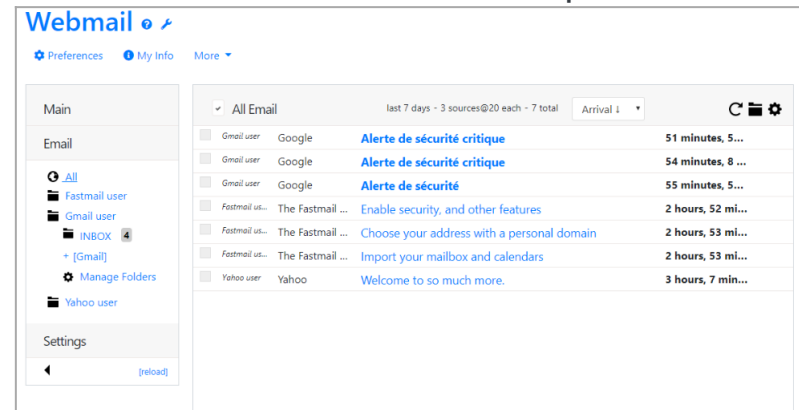 Webmail
Preferences My Info More
Main
Email
All
Fastmail user
Gmail user
INBOX 4
+ [Gmail]
Manage Folders
Yahoo user
Settings
[reload]
All Email last 7 days - 3 sources@20 each - 7 total Arrival ↓
Gmail user Google Alerte de sécurité critique 51 minutes, 5...
Gmail user Google Alerte de sécurité critique 54 minutes, 8 ...
Gmail user Google Alerte de sécurité 55 minutes, 5...
Fastmail us... The Fastmail ... Enable security, and other features 2 hours, 52 mi...
Fastmail us... The Fastmail ... Choose your address with a personal domain 2 hours, 53 mi...
Fastmail us... The Fastmail ... Import your mailbox and calendars 2 hours, 53 mi...
Yahoo user Yahoo Welcome to so much more. 3 hours, 7 min...